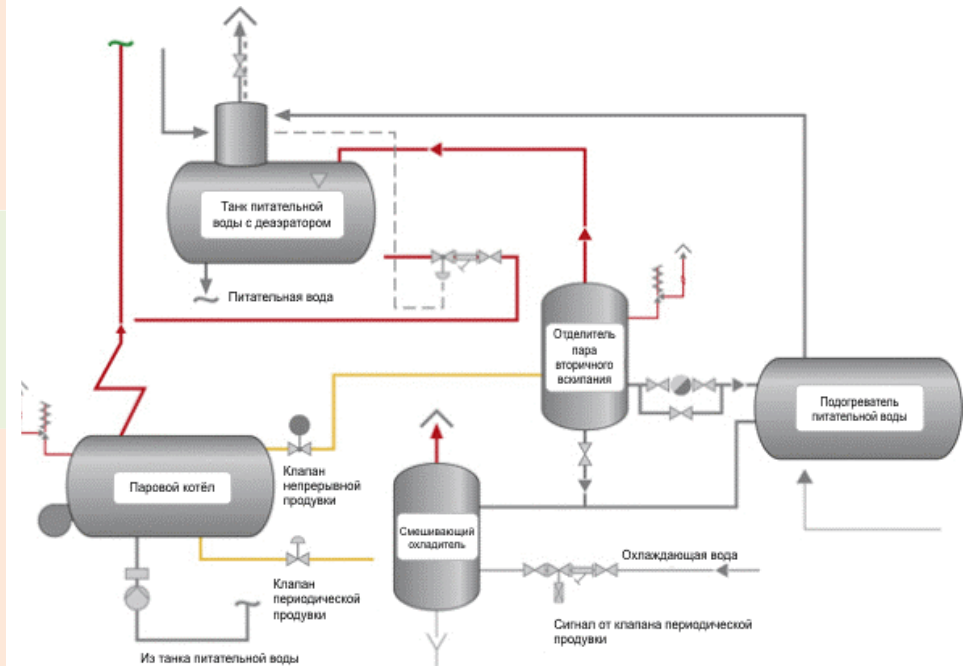 Танк питательной
воды с деаэратором
Питательная вода
Отделитель
пара
вторичного
вскипания
Подогреватель
питательной воды
Паровой котёл
Клапан
непрерывной
продувки
Смешивающий
охладитель
Охлаждающая вода
Клапан
периодической
продувки
Сигнал от клапана периодической
продувки
Из танка питательной воды